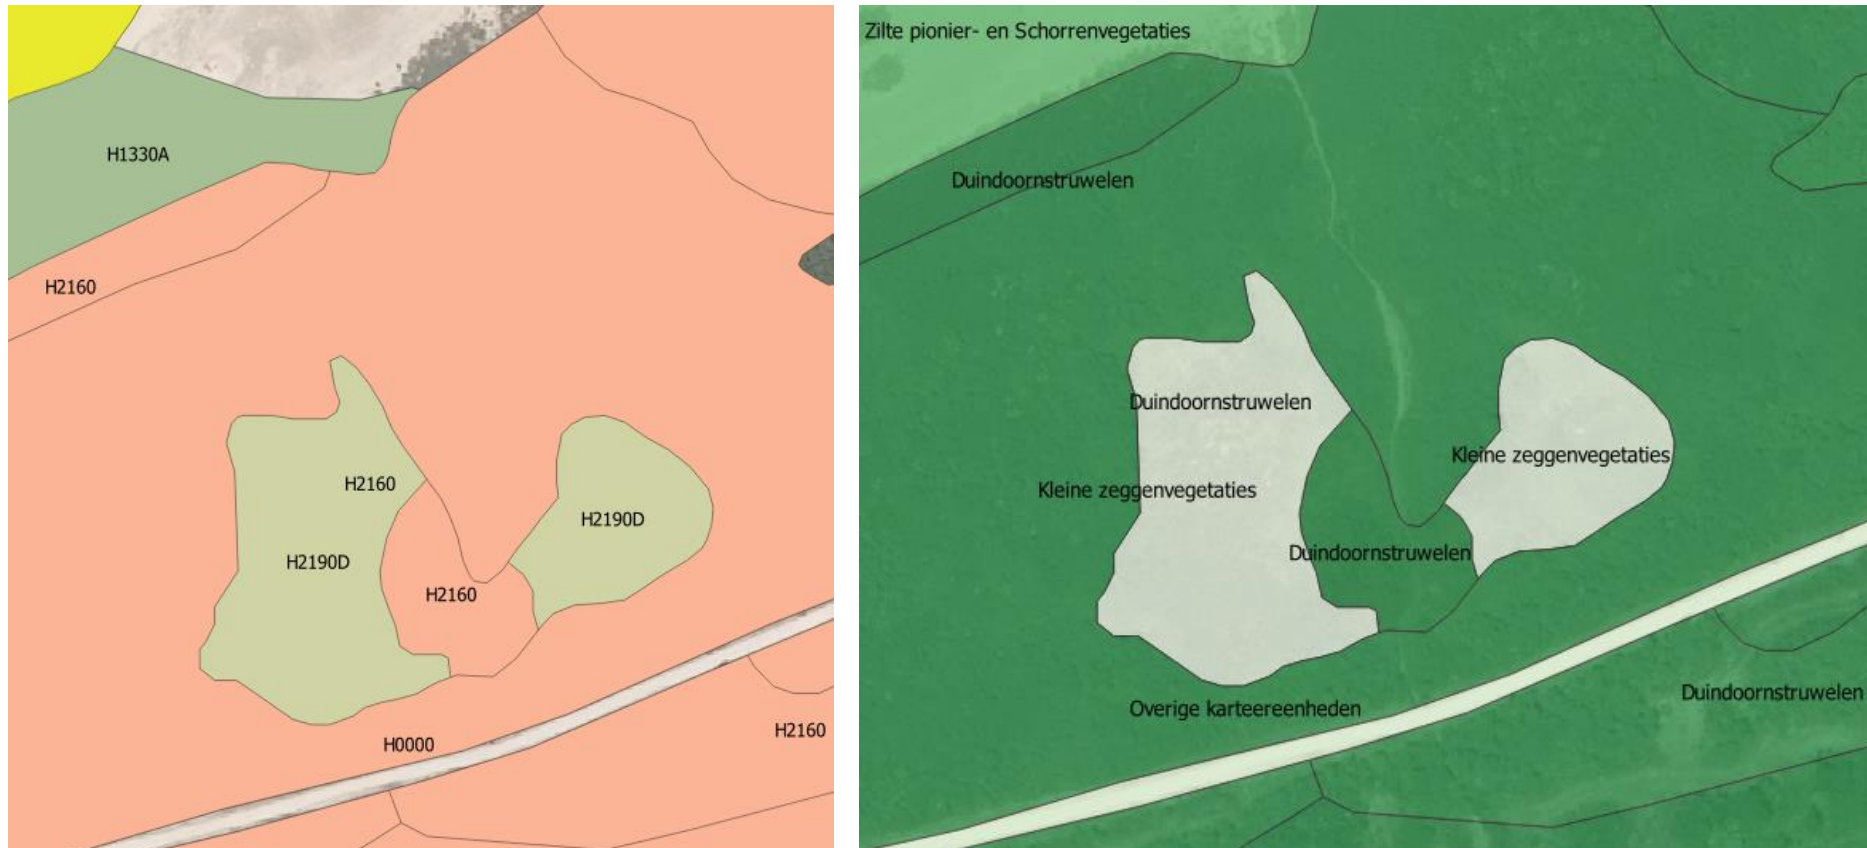 H1330A
H2160
H2160
H2190D
H2190D
H2160
H0000
H2160
Zilte pionier- en Schorrenvegetaties
Duindoornstruwelen
Duindoornstruwelen
Kleine zeggenvegetaties
Kleine zeggenvegetaties
Duindoornstruwelen
Overige karteereenheden
Duindoornstruwelen